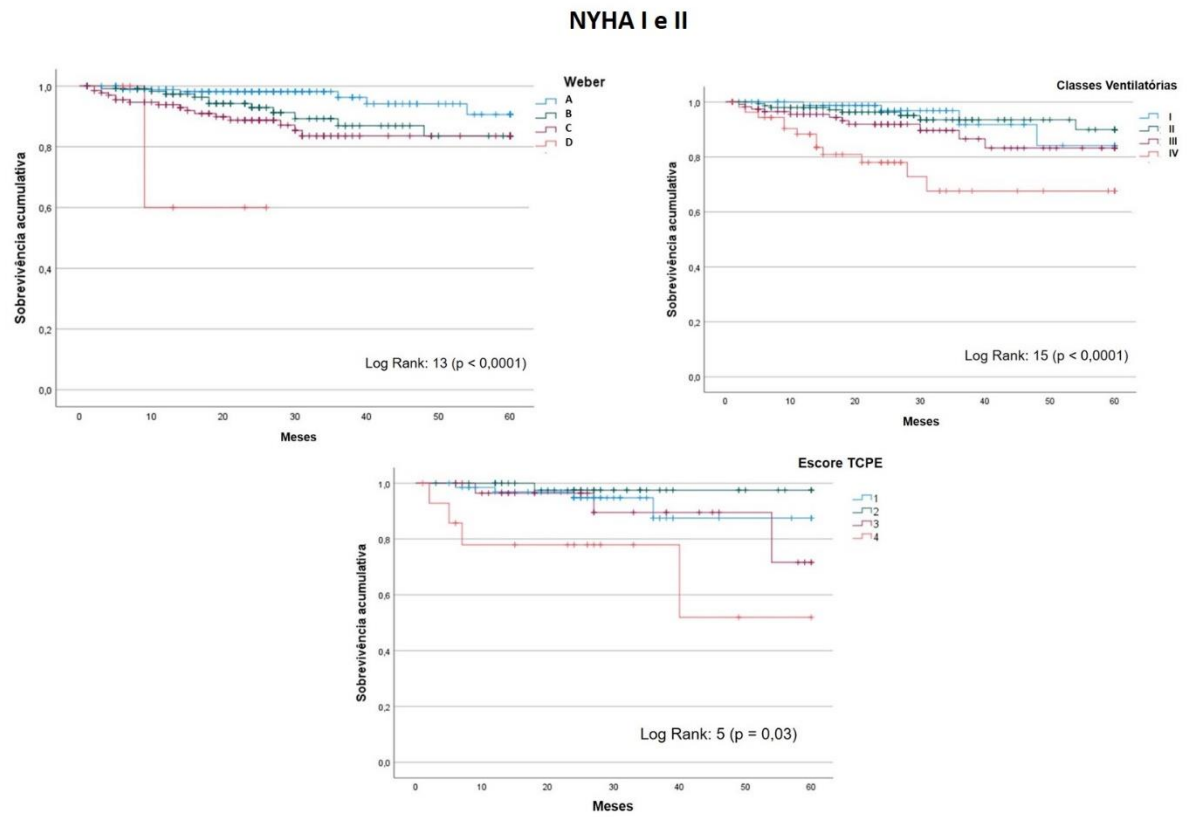 NYHA I e II
Weber
A
B
C
D
Sobrevivência acumulativa
1,0
0,8
0,6
0,4
0,2
0,0
Log Rank: 13 (p < 0,0001)
0 10 20 30 40 50 60
Meses
Classes Ventilatórias
I
II
III
IV
Sobrevivência acumulativa
1,0
0,8
0,6
0,4
0,2
0,0
Log Rank: 15 (p < 0,0001)
0 10 20 30 40 50 60
Meses
Escore TCPE
1
2
3
4
Sobrevivência acumulativa
1,0
0,8
0,6
0,4
0,2
0,0
Log Rank: 5 (p = 0,03)
0 10 20 30 40 50 60
Meses